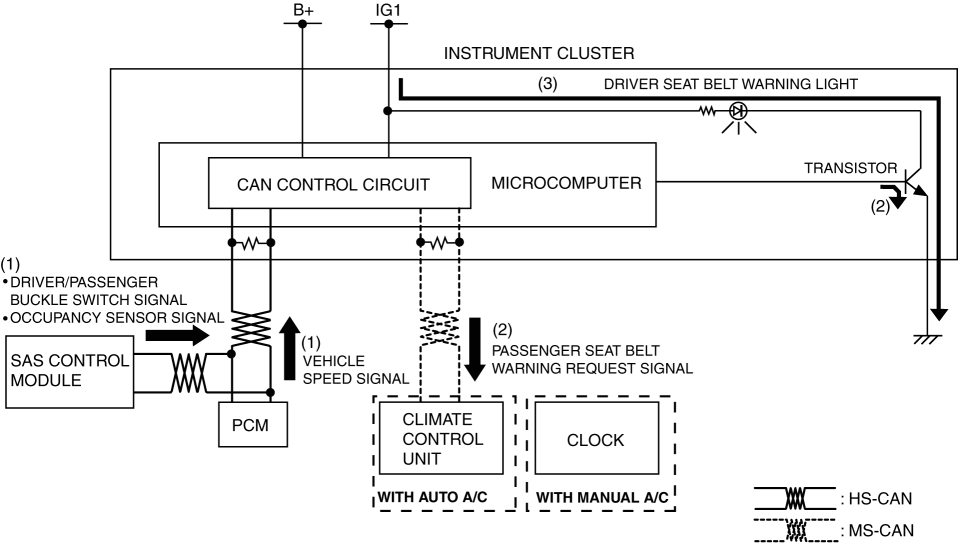 B+
IG1
INSTRUMENT CLUSTER
(3)
DRIVER SEAT BELT WARNING LIGHT
CAN CONTROL CIRCUIT
MICROCOMPUTER
TRANSISTOR
(2)
(1)
•DRIVER/PASSENGER
BUCKLE SWITCH SIGNAL
•OCCUPANCY SENSOR SIGNAL
SAS CONTROL
MODULE
(1)
VEHICLE
SPEED SIGNAL
(2)
PASSENGER SEAT BELT
WARNING REQUEST SIGNAL
PCM
CLIMATE
CONTROL
UNIT
WITH AUTO A/C
CLOCK
WITH MANUAL A/C
: HS-CAN
: MS-CAN